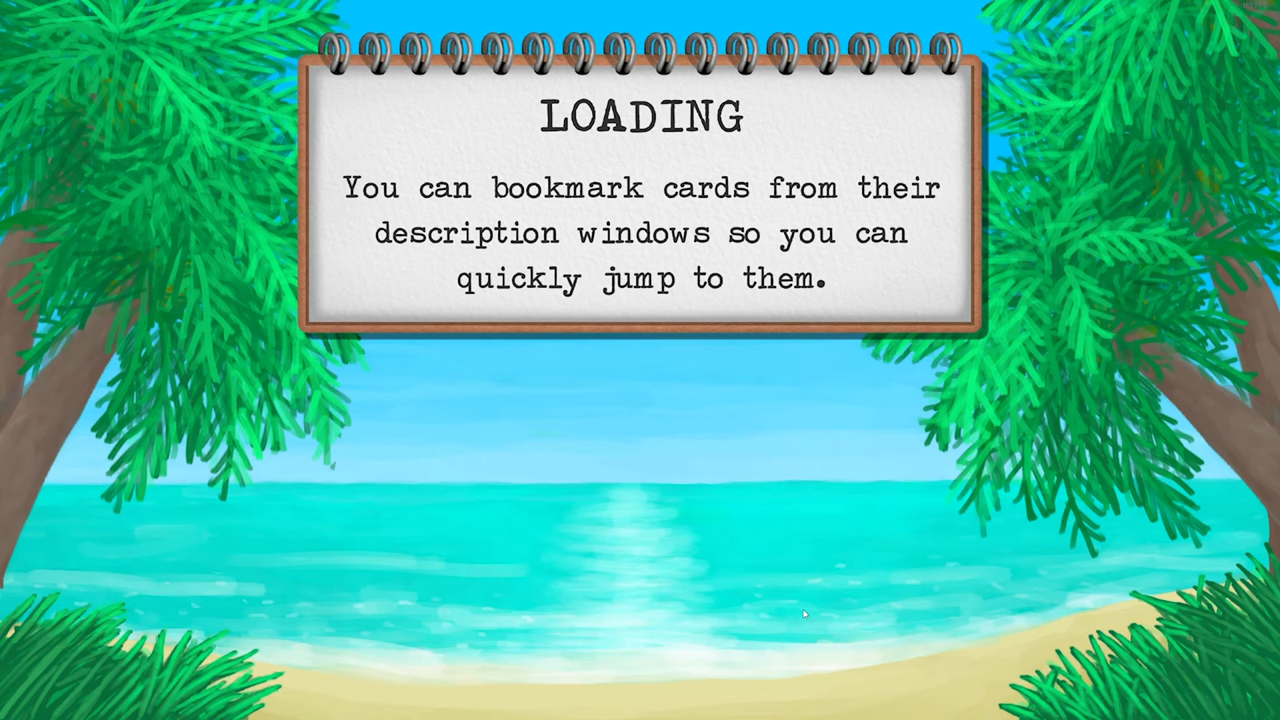 LOADING
You can bookmark cards from their
description windows so you can
quickly jump to them.